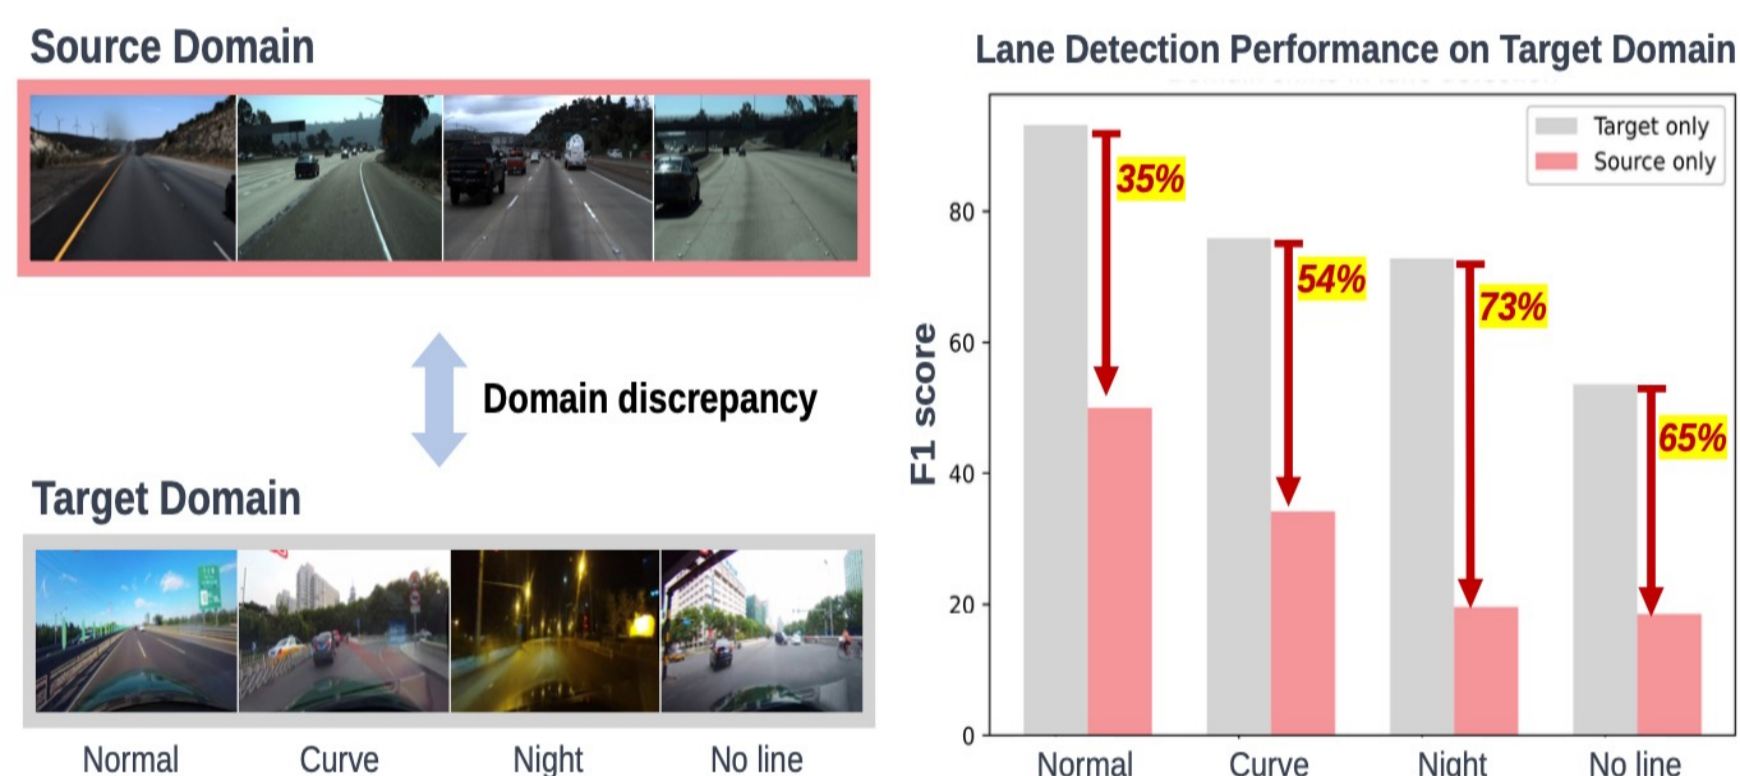 Source Domain
Domain discrepancy
Target Domain
Normal
Curve
Night
No line
Lane Detection Performance on Target Domain
Target only
Source only
35%
54%
73%
65%
F1 score
80
60
40
20
0
Normal
Curve
Night
No line